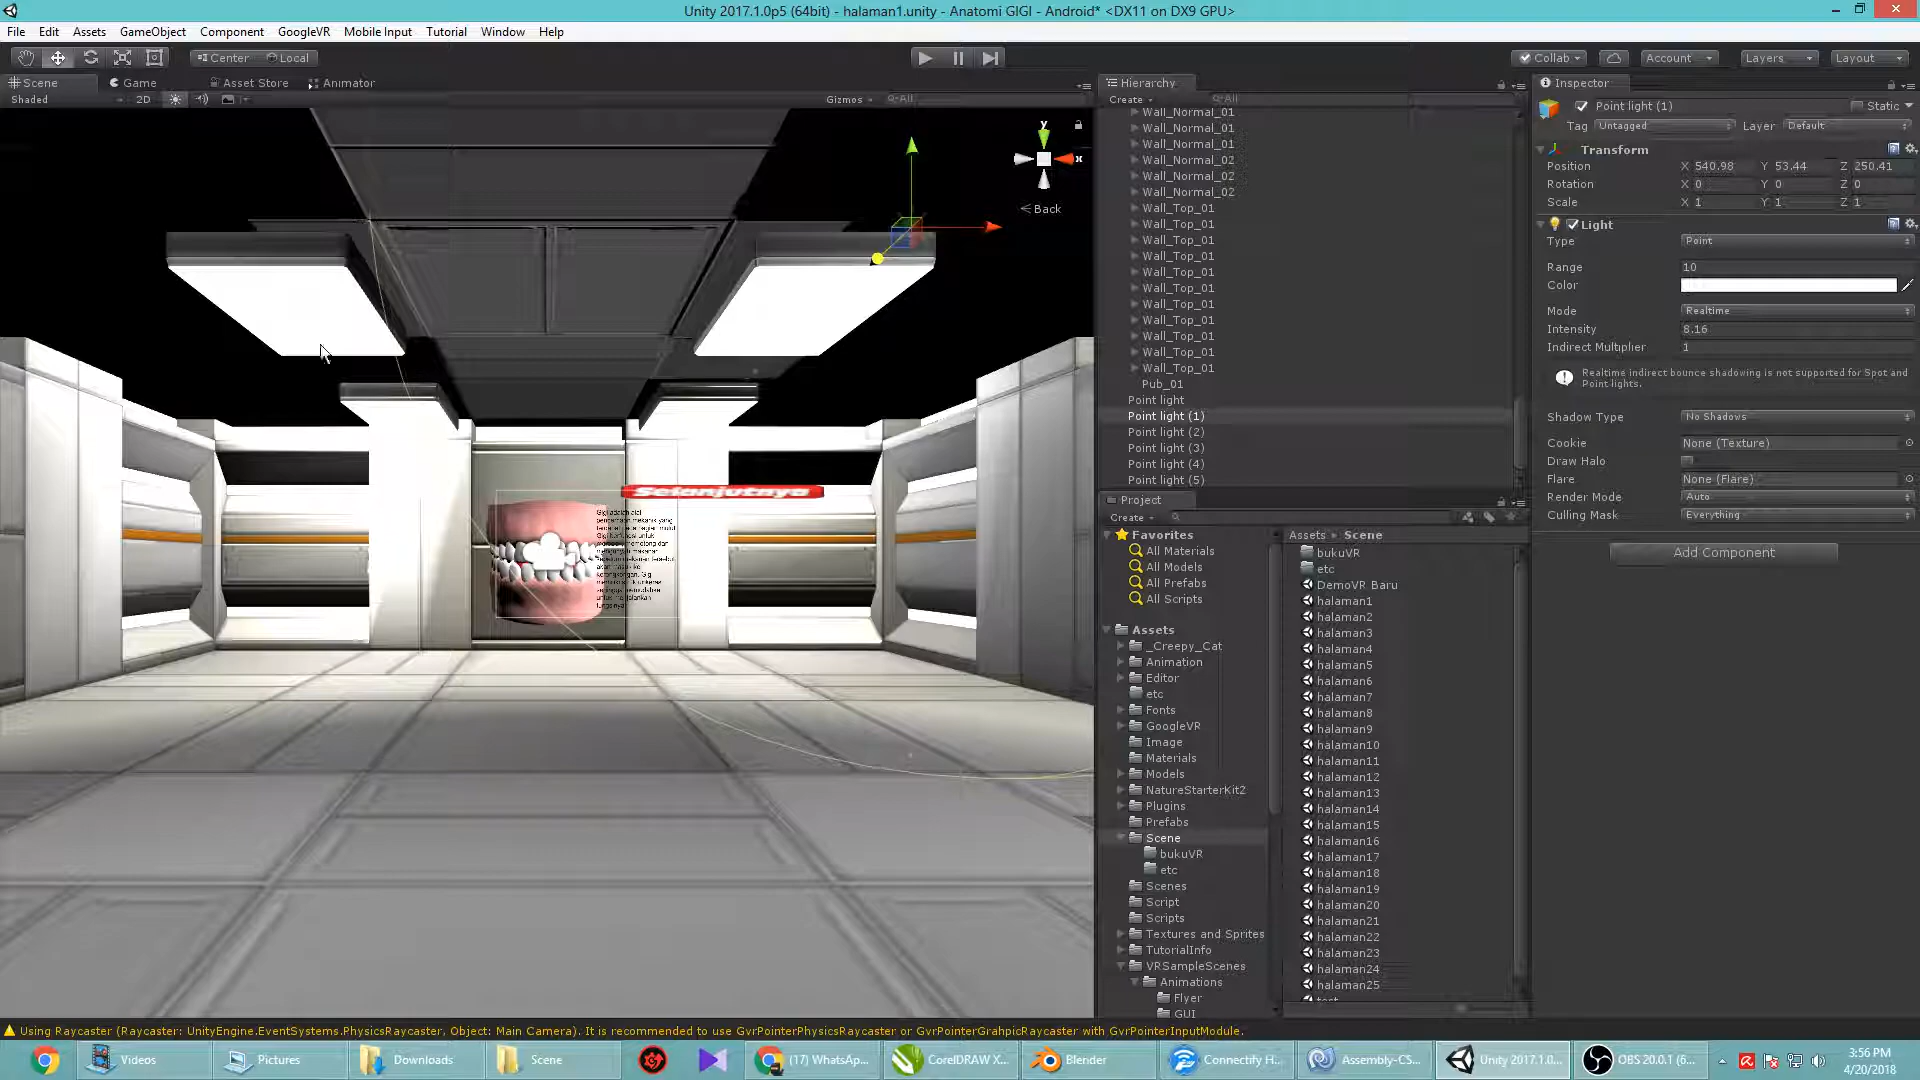 Unity 2017.1.0p5 (64bit) - halaman1.unity - Anatomi GIGI - Android* <DX11 on DX9 GPU>
File Edit Assets GameObject Component GoogleVR Mobile Input Tutorial Window Help
Center Local Collab Account Layers Layout
Scene Game Asset Store Animator
Shaded 2D Gizmos All
y
x
Back
Selanjutnya
Gigi adalah alat
Hierarchy
Create All
Wall_Normal_01
Wall_Normal_01
Wall_Normal_01
Wall_Normal_02
Wall_Normal_02
Wall_Normal_02
Wall_Top_01
Wall_Top_01
Wall_Top_01
Wall_Top_01
Wall_Top_01
Wall_Top_01
Wall_Top_01
Wall_Top_01
Wall_Top_01
Wall_Top_01
Wall_Top_01
Pub_01
Point light
Point light (1)
Point light (2)
Point light (3)
Point light (4)
Point light (5)
Project
Create
Favorites
All Materials
All Models
All Prefabs
All Scripts
Assets
_Creepy_Cat
Animation
Editor
etc
Fonts
GoogleVR
Image
Materials
Models
NatureStarterKit2
Plugins
Prefabs
Scene
bukuVR
etc
Scenes
Script
Scripts
Textures and Sprites
TutorialInfo
VRSampleScenes
Animations
Flyer
GUI
Assets Scene
bukuVR
etc
DemoVR Baru
halaman1
halaman2
halaman3
halaman4
halaman5
halaman6
halaman7
halaman8
halaman9
halaman10
halaman11
halaman12
halaman13
halaman14
halaman15
halaman16
halaman17
halaman18
halaman19
halaman20
halaman21
halaman22
halaman23
halaman24
halaman25
Inspector
Point light (1) Static
Tag Untagged Layer Default
Transform
Position X 540.98 Y 53.44 Z 250.41
Rotation X 0 Y 0 Z 0
Scale X 1 Y 1 Z 1
Light
Type Point
Range 10
Color
Mode Realtime
Intensity 8.16
Indirect Multiplier 1
Realtime indirect bounce shadowing is not supported for Spot and
Point lights.
Shadow Type No Shadows
Cookie None (Texture)
Draw Halo
Flare None (Flare)
Render Mode Auto
Culling Mask Everything
Add Component
Using Raycaster (Raycaster: UnityEngine.EventSystems.PhysicsRaycaster, Object: Main Camera). It is recommended to use GvrPointerPhysicsRaycaster or GvrPointerGrahpicRaycaster with GvrPointerInputModule.
Videos Pictures Downloads Scene (17) WhatsAp... CorelDRAW X... Blender Connectify H... Assembly-CS... Unity 2017.1.0... OBS 20.0.1 (6...
3:56 PM
4/20/2018